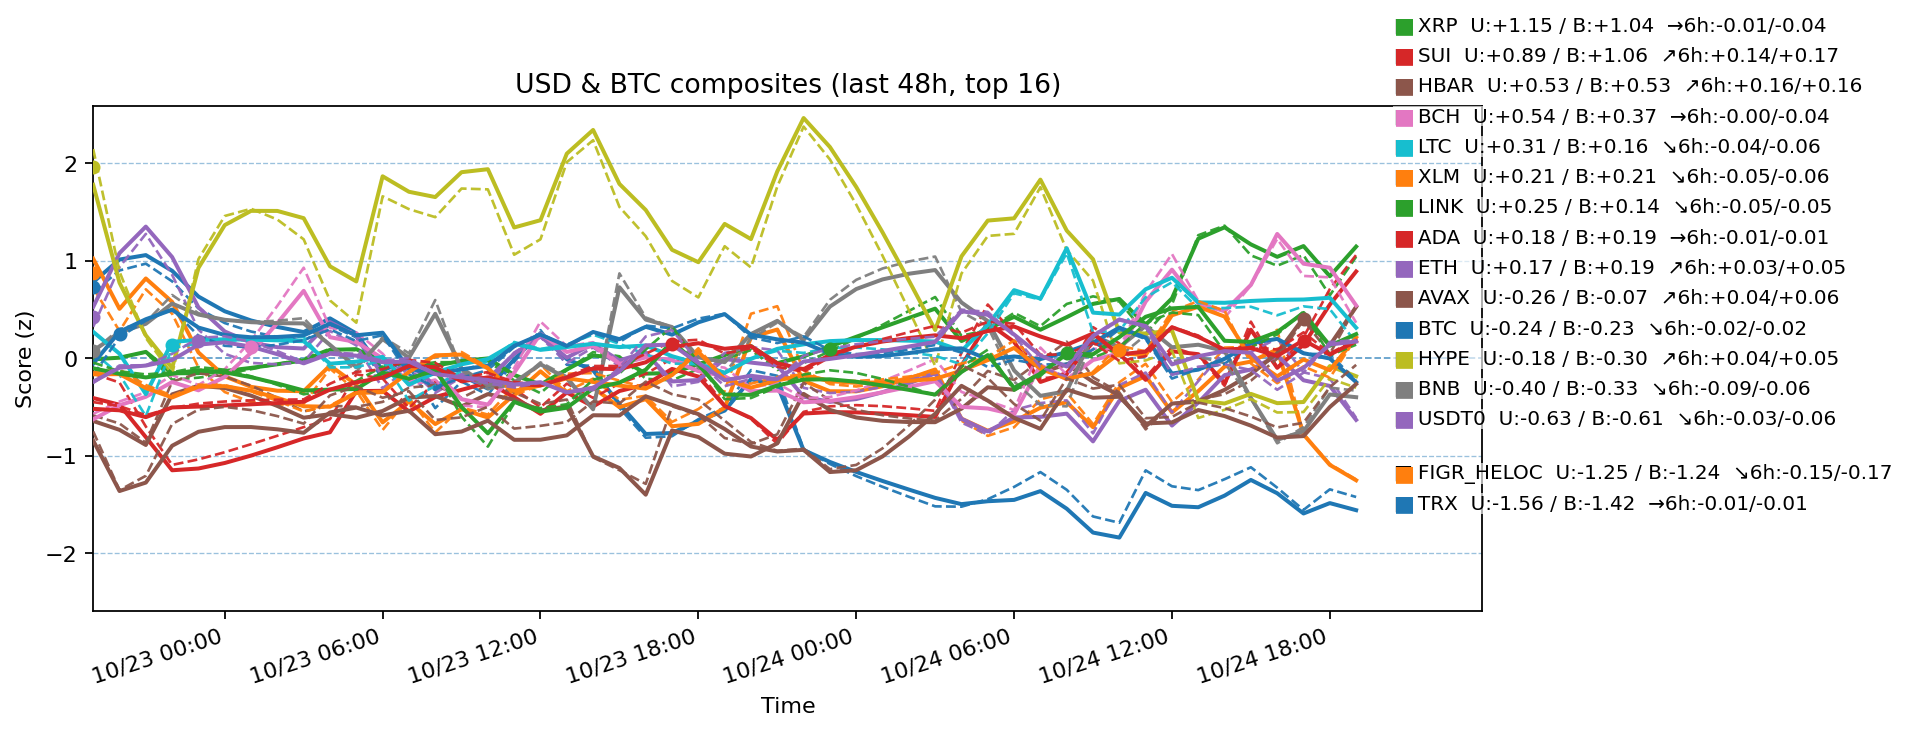 XRP U:+1.15 / B:+1.04 →6h:-0.01/-0.04
SUI U:+0.89 / B:+1.06 ↗6h:+0.14/+0.17
USD & BTC composites (last 48h, top 16)
HBAR U:+0.53 / B:+0.53 ↗6h:+0.16/+0.16
BCH U:+0.54 / B:+0.37 →6h:-0.00/-0.04
LTC U:+0.31 / B:+0.16 ↘6h:-0.04/-0.06
XLM U:+0.21 / B:+0.21 ↘6h:-0.05/-0.06
LINK U:+0.25 / B:+0.14 ↘6h:-0.05/-0.05
ADA U:+0.18 / B:+0.19 →6h:-0.01/-0.01
ETH U:+0.17 / B:+0.19 ↗6h:+0.03/+0.05
AVAX U:-0.26 / B:-0.07 ↗6h:+0.04/+0.06
BTC U:-0.24 / B:-0.23 ↘6h:-0.02/-0.02
HYPE U:-0.18 / B:-0.30 ↗6h:+0.04/+0.05
BNB U:-0.40 / B:-0.33 ↘6h:-0.09/-0.06
USDT0 U:-0.63 / B:-0.61 ↘6h:-0.03/-0.06
FIGR_HELOC U:-1.25 / B:-1.24 ↘6h:-0.15/-0.17
TRX U:-1.56 / B:-1.42 →6h:-0.01/-0.01
Score (z)
2
1
0
−1
−2
10/23 00:00
10/23 06:00
10/23 12:00
10/23 18:00
10/24 00:00
10/24 06:00
10/24 12:00
10/24 18:00
Time